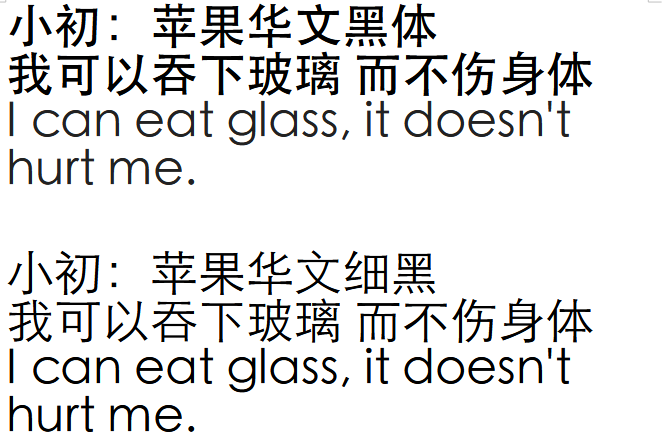 小初：苹果华文黑体
我可以吞下玻璃 而不伤身体
I can eat glass, it doesn't
hurt me.
小初：苹果华文细黑
我可以吞下玻璃 而不伤身体
I can eat glass, it doesn't
hurt me.